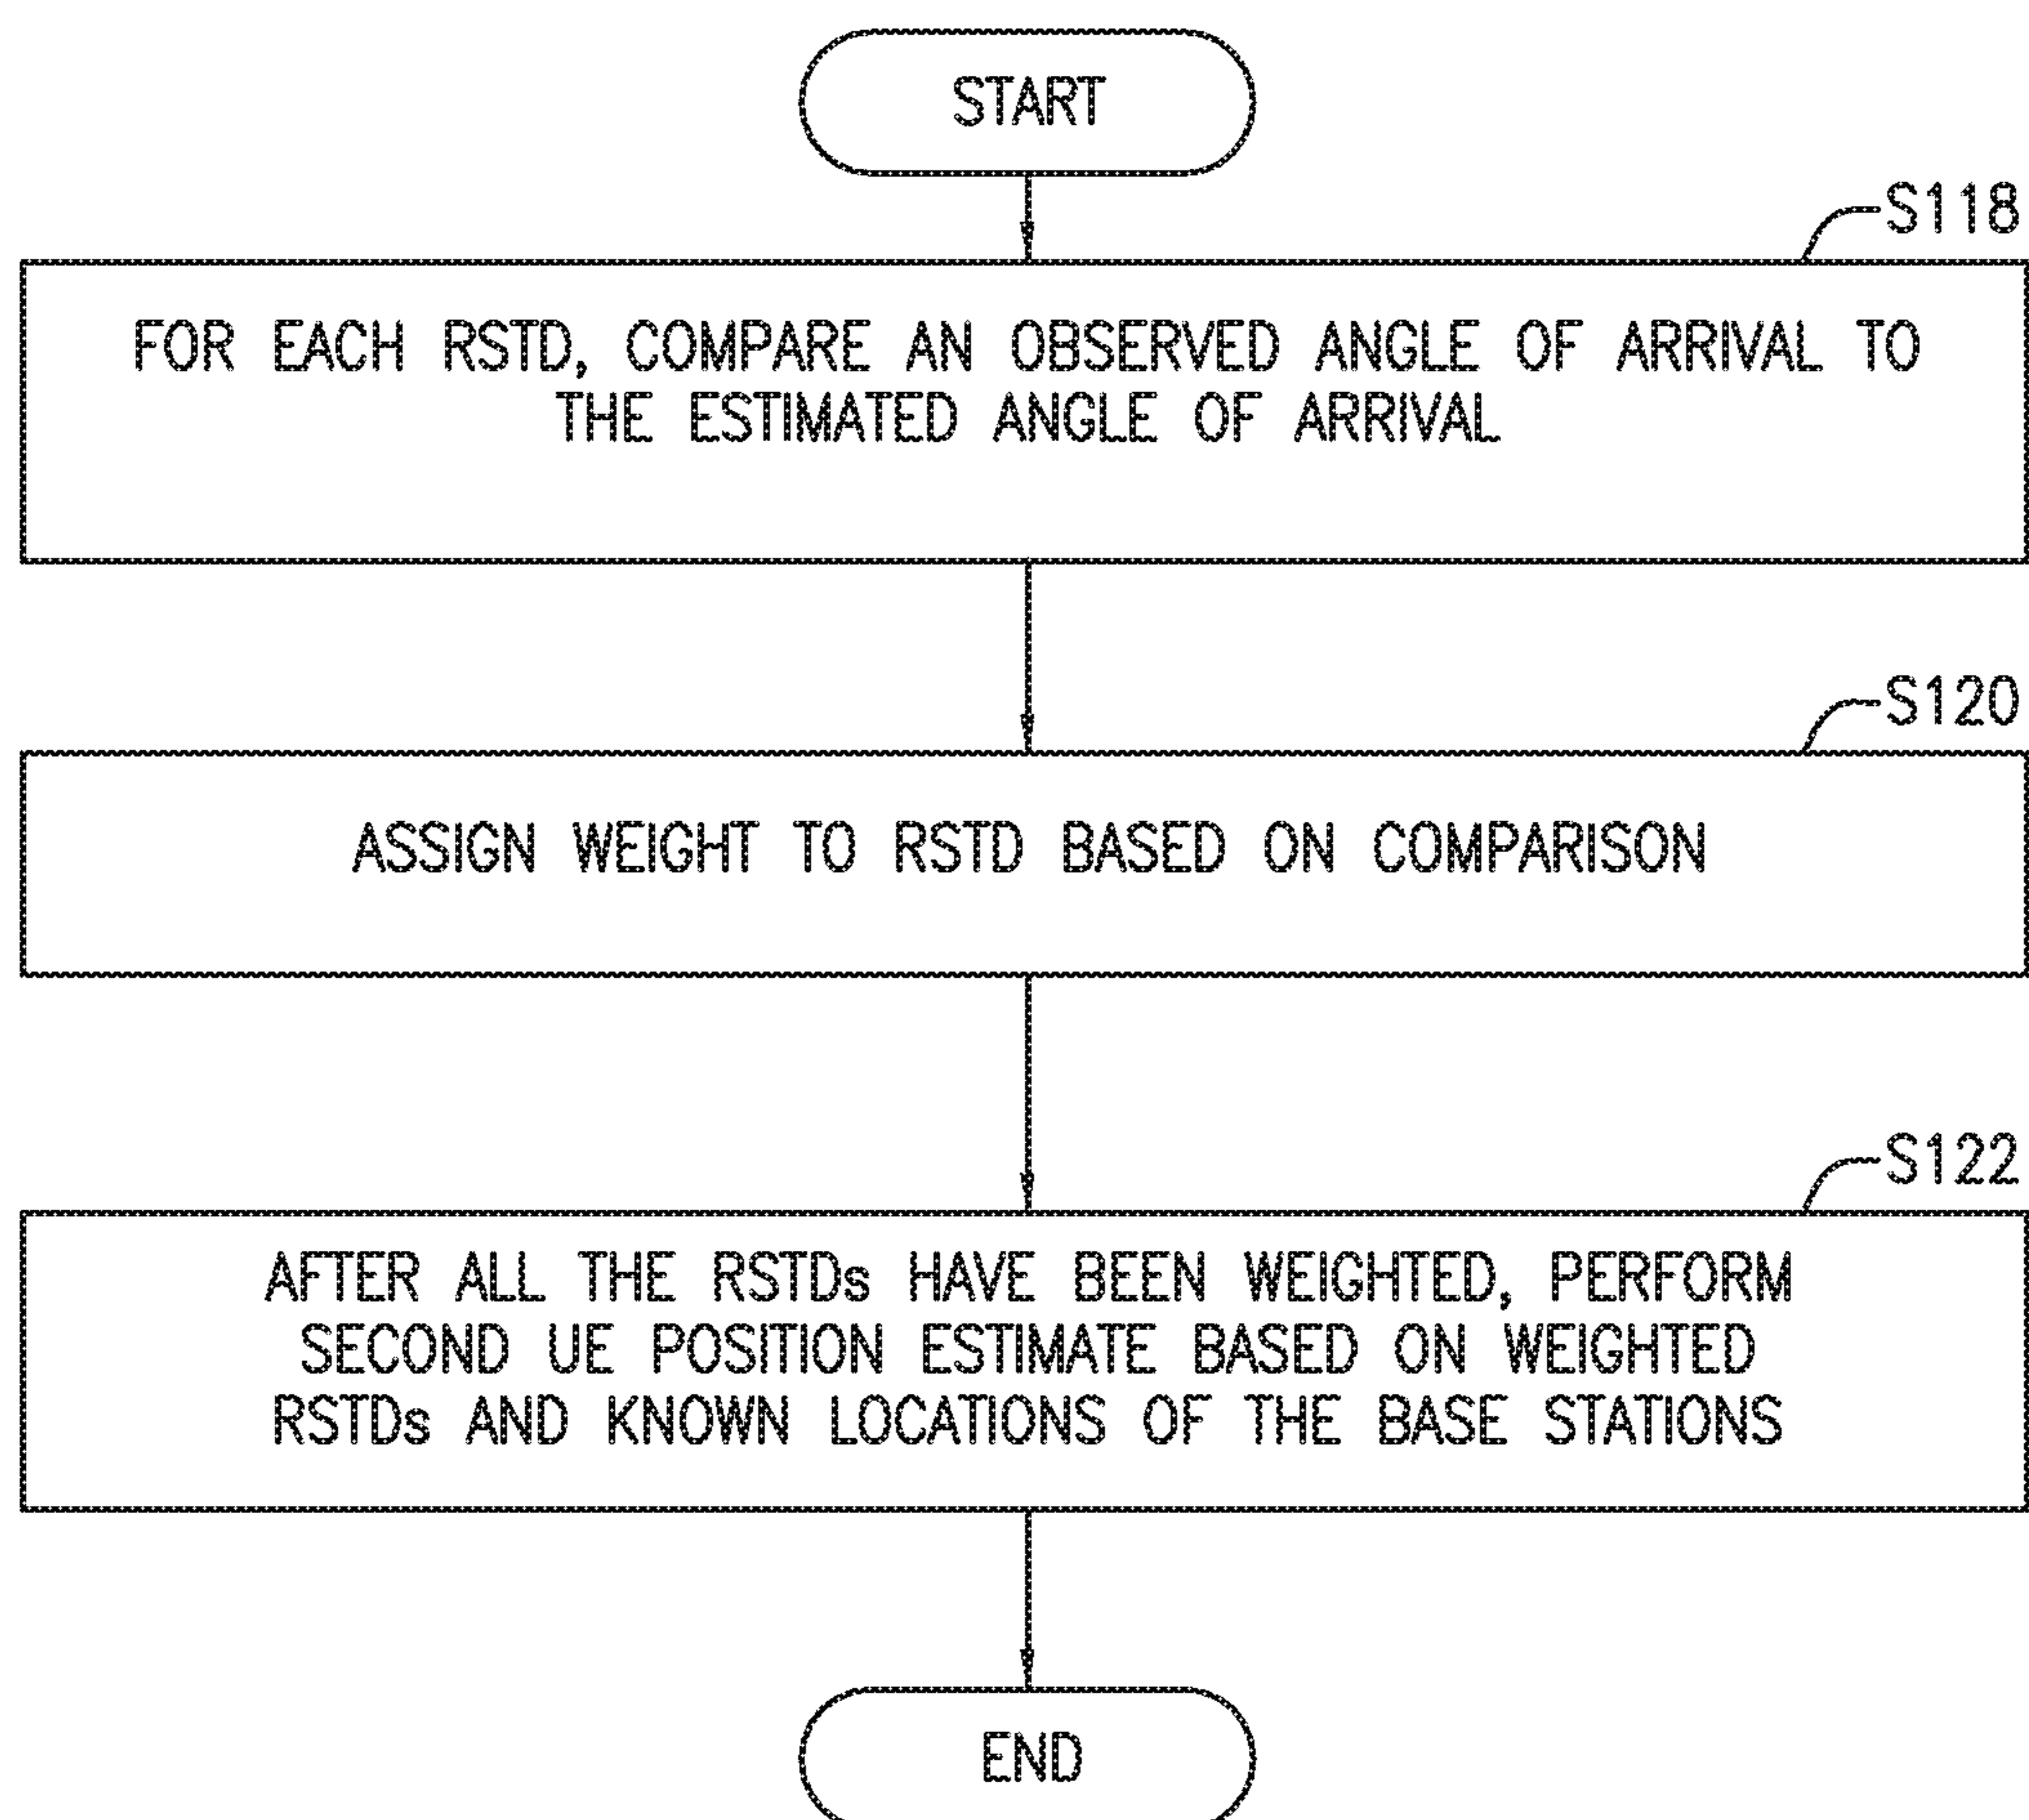 START
S118
FOR EACH RSTD, COMPARE AN OBSERVED ANGLE OF ARRIVAL TO
THE ESTIMATED ANGLE OF ARRIVAL
S120
ASSIGN WEIGHT TO RSTD BASED ON COMPARISON
S122
AFTER ALL THE RSTDs HAVE BEEN WEIGHTED, PERFORM
SECOND UE POSITION ESTIMATE BASED ON WEIGHTED
RSTDs AND KNOWN LOCATIONS OF THE BASE STATIONS
END